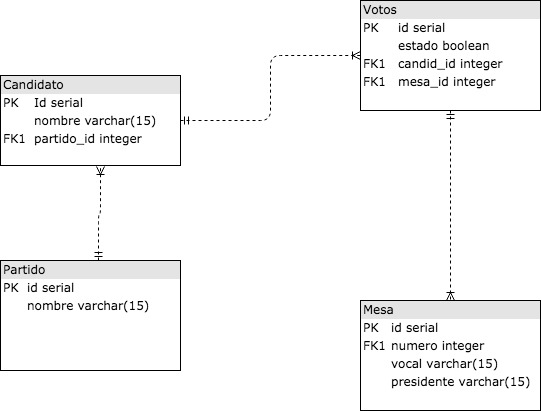 Votos
PK id serial
estado boolean
FK1 candid_id integer
FK1 mesa_id integer
Candidato
PK Id serial
nombre varchar(15)
FK1 partido_id integer
Partido
PK id serial
nombre varchar(15)
Mesa
PK id serial
FK1 numero integer
vocal varchar(15)
presidente varchar(15)